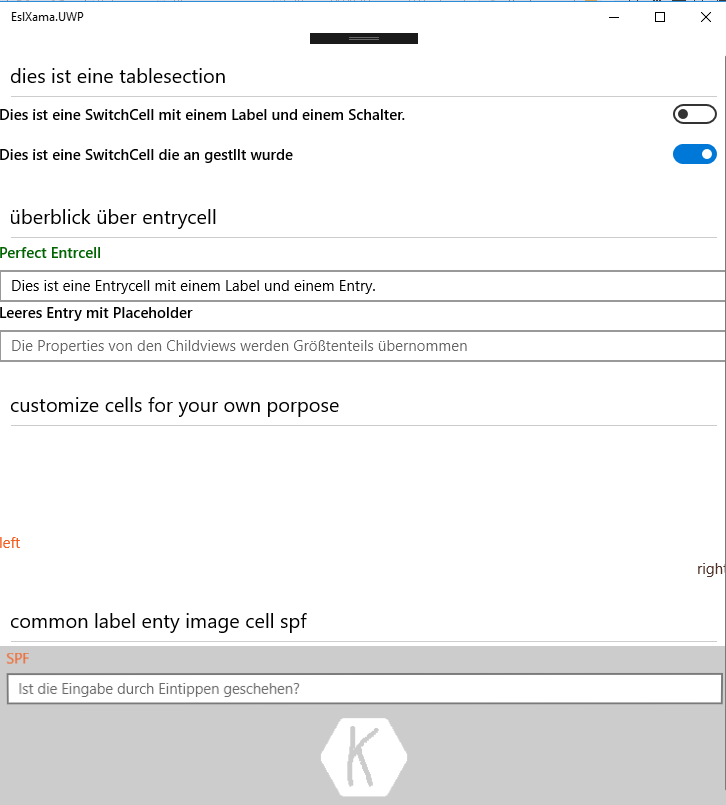 EslXama.UWP
dies ist eine tablesection
Dies ist eine SwitchCell mit einem Label und einem Schalter.
Dies ist eine SwitchCell die an gestllt wurde
überblick über entrycell
Perfect Entrcell
Dies ist eine Entrycell mit einem Label und einem Entry.
Leeres Entry mit Placeholder
Die Properties von den Childviews werden Größtenteils übernommen
customize cells for your own porpose
left
right
common label enty image cell spf
SPF
Ist die Eingabe durch Eintippen geschehen?
K